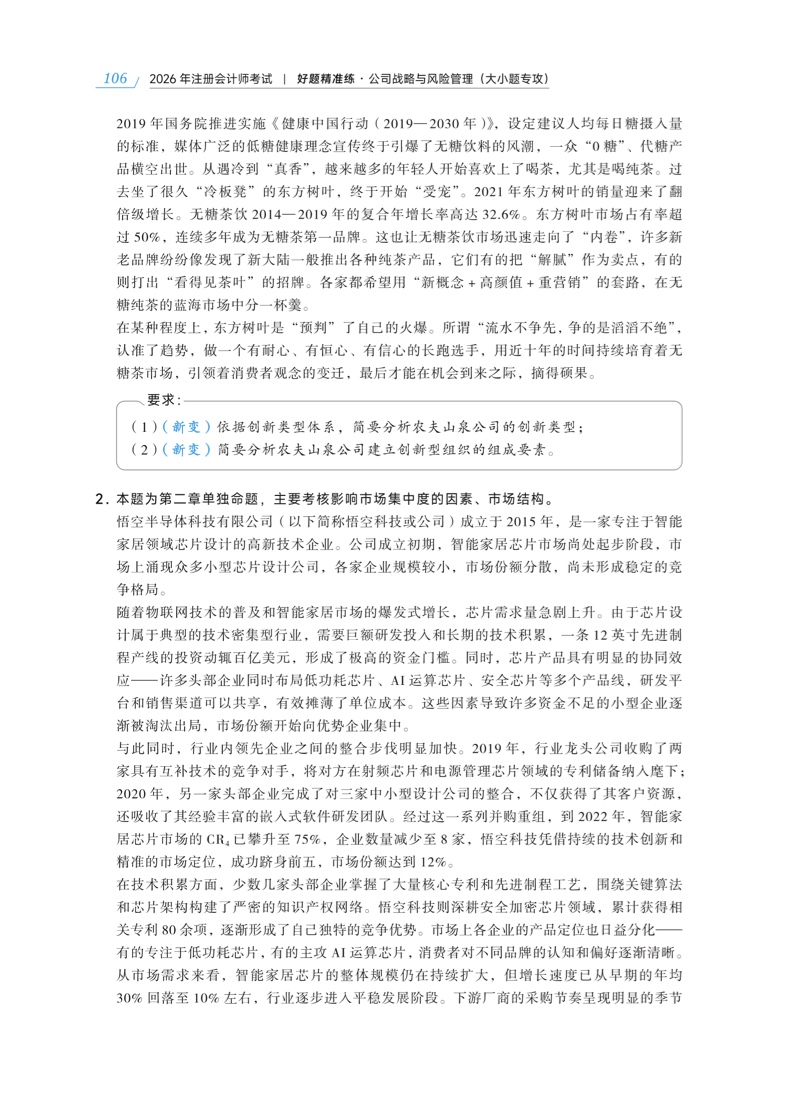 106 2026 年注册会计师考试 | 好题精准练·公司战略与风险管理（大小题专攻）
2019 年国务院推进实施《健康中国行动（2019—2030 年）》，设定建议人均每日糖摄入量
的标准，媒体广泛的低糖健康理念宣传终于引爆了无糖饮料的风潮，一众“0 糖”、代糖产
品横空出世。从遇冷到“真香”，越来越多的年轻人开始喜欢上了喝茶，尤其是喝纯茶。过
去坐了很久“冷板凳”的东方树叶，终于开始“受宠”。2021 年东方树叶的销量迎来了翻
倍级增长。无糖茶饮 2014—2019 年的复合年增长率高达 32.6%。东方树叶市场占有率超
过 50%，连续多年成为无糖茶第一品牌。这也让无糖茶饮市场迅速走向了“内卷”，许多新
老品牌纷纷像发现了新大陆一般推出各种纯茶产品，它们有的把“解腻”作为卖点，有的
则打出“看得见茶叶”的招牌。各家都希望用“新概念 + 高颜值 + 重营销”的套路，在无
糖纯茶的蓝海市场中分一杯羹。
在某种程度上，东方树叶是“预判”了自己的火爆。所谓“流水不争先，争的是滔滔不绝”，
认准了趋势，做一个有耐心、有恒心、有信心的长跑选手，用近十年的时间持续培育着无
糖茶市场，引领着消费者观念的变迁，最后才能在机会到来之际，摘得硕果。
要求：
（1）（新变）依据创新类型体系，简要分析农夫山泉公司的创新类型；
（2）（新变）简要分析农夫山泉公司建立创新型组织的组成要素。
2. 本题为第二章单独命题，主要考核影响市场集中度的因素、市场结构。
悟空半导体科技有限公司（以下简称悟空科技或公司）成立于 2015 年，是一家专注于智能
家居领域芯片设计的高新技术企业。公司成立初期，智能家居芯片市场尚处起步阶段，市
场上涌现众多小型芯片设计公司，各家企业规模较小，市场份额分散，尚未形成稳定的竞
争格局。
随着物联网技术的普及和智能家居市场的爆发式增长，芯片需求量急剧上升。由于芯片设
计属于典型的技术密集型行业，需要巨额研发投入和长期的技术积累，一条 12 英寸先进制
程产线的投资动辄百亿美元，形成了极高的资金门槛。同时，芯片产品具有明显的协同效
应——许多头部企业同时布局低功耗芯片、AI 运算芯片、安全芯片等多个产品线，研发平
台和销售渠道可以共享，有效摊薄了单位成本。这些因素导致许多资金不足的小型企业逐
渐被淘汰出局，市场份额开始向优势企业集中。
与此同时，行业内领先企业之间的整合步伐明显加快。2019 年，行业龙头公司收购了两
家具有互补技术的竞争对手，将对方在射频芯片和电源管理芯片领域的专利储备纳入麾下；
2020 年，另一家头部企业完成了对三家中小型设计公司的整合，不仅获得了其客户资源，
还吸收了其经验丰富的嵌入式软件研发团队。经过这一系列并购重组，到 2022 年，智能家
居芯片市场的 CR₄ 已攀升至 75%，企业数量减少至 8 家，悟空科技凭借持续的技术创新和
精准的市场定位，成功跻身前五，市场份额达到 12%。
在技术积累方面，少数几家头部企业掌握了大量核心专利和先进制程工艺，围绕关键算法
和芯片架构构建了严密的知识产权网络。悟空科技则深耕安全加密芯片领域，累计获得相
关专利 80 余项，逐渐形成了自己独特的竞争优势。市场上各企业的产品定位也日益分化——
有的专注于低功耗芯片，有的主攻 AI 运算芯片，消费者对不同品牌的认知和偏好逐渐清晰。
从市场需求来看，智能家居芯片的整体规模仍在持续扩大，但增长速度已从早期的年均
30% 回落至 10% 左右，行业逐步进入平稳发展阶段。下游厂商的采购节奏呈现明显的季节